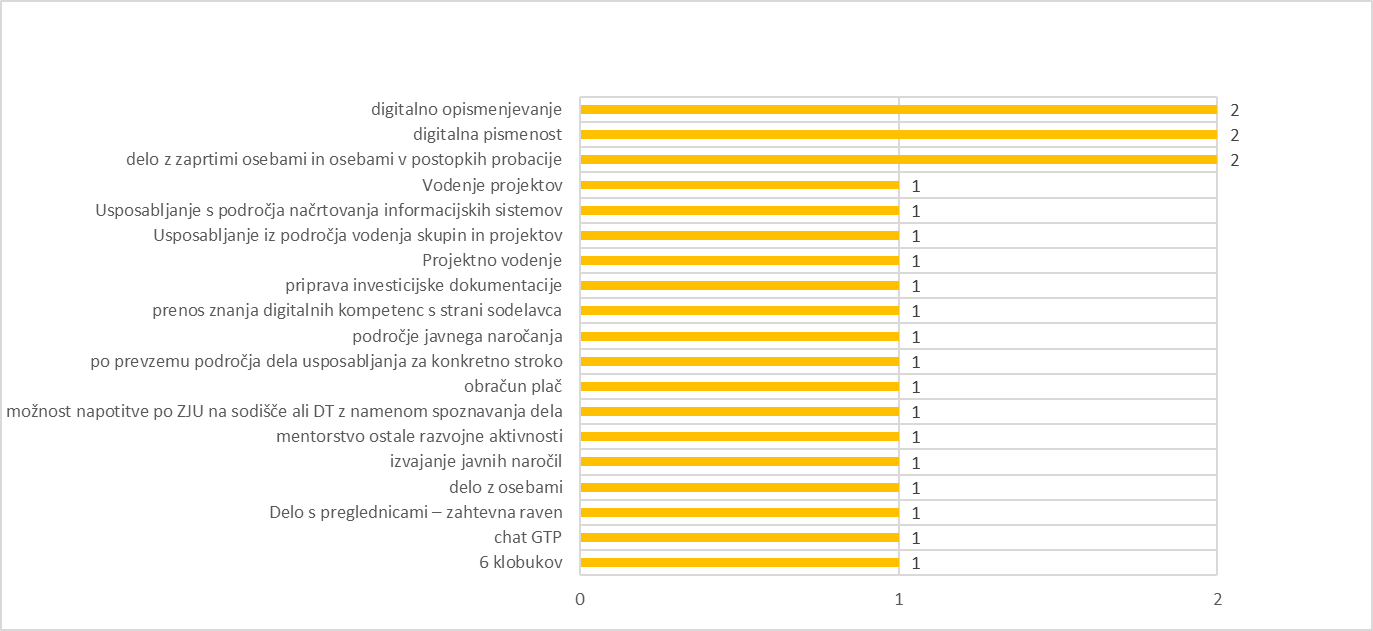 digitalno opismenjevanje 2
digitalna pismenost 2
delo z zaprtimi osebami in osebami v postopkih probacije 2
Vodenje projektov 1
Usposabljanje s področja načrtovanja informacijskih sistemov 1
Usposabljanje iz področja vodenja skupin in projektov 1
Projektno vodenje 1
priprava investicijske dokumentacije 1
prenos znanja digitalnih kompetenc s strani sodelavca 1
področje javnega naročanja 1
po prevzemu področja dela usposabljanja za konkretno stroko 1
obračun plač 1
možnost napotitve po ZJU na sodišče ali DT z namenom spoznavanja dela 1
mentorstvo ostale razvojne aktivnosti 1
izvajanje javnih naročil 1
delo z osebami 1
Delo s preglednicami – zahtevna raven 1
chat GTP 1
6 klobukov 1
0 1 2